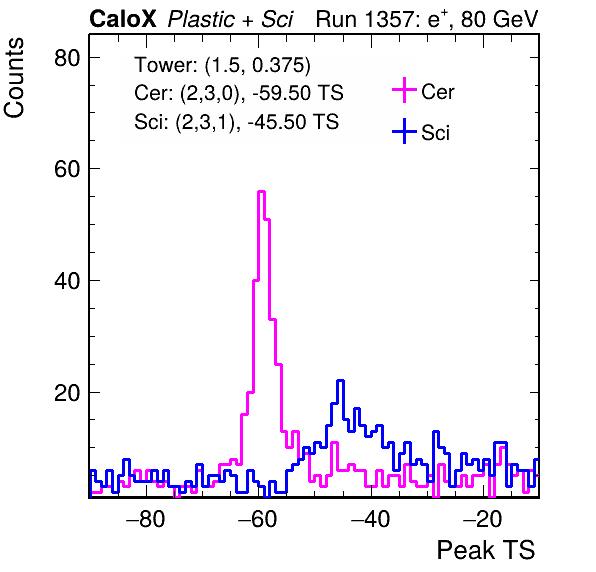 CaloX Plastic + Sci Run 1357: e+, 80 GeV
Counts
Tower: (1.5, 0.375)
Cer: (2,3,0), -59.50 TS
Sci: (2,3,1), -45.50 TS
Cer
Sci
80
60
40
20
−80 −60 −40 −20
Peak TS